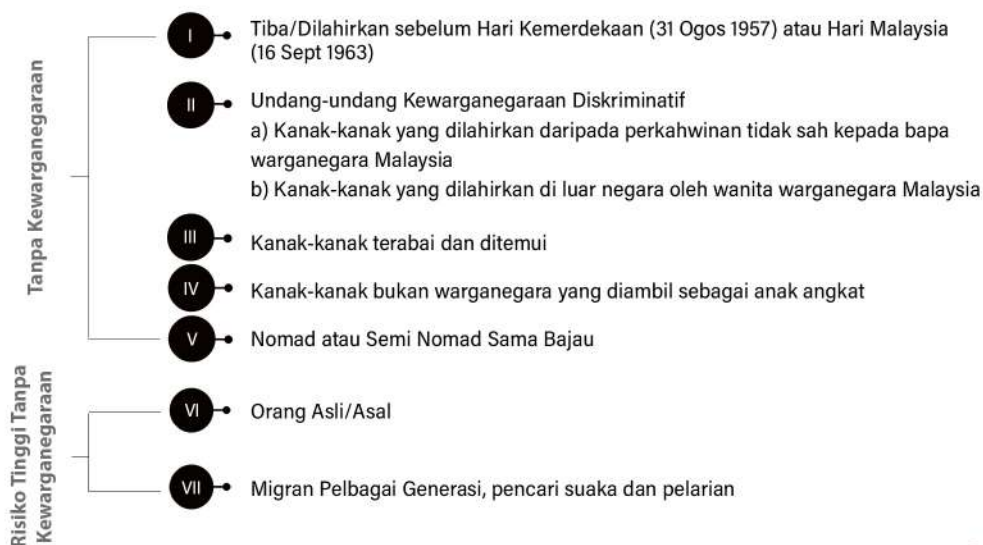 Tanpa Kewarganegaraan
I
Tiba/Dilahirkan sebelum Hari Kemerdekaan (31 Ogos 1957) atau Hari Malaysia
(16 Sept 1963)
II
Undang-undang Kewarganegaraan Diskriminatif
a) Kanak-kanak yang dilahirkan daripada perkahwinan tidak sah kepada bapa
warganegara Malaysia
b) Kanak-kanak yang dilahirkan di luar negara oleh wanita warganegara Malaysia
III
Kanak-kanak terabai dan ditemui
IV
Kanak-kanak bukan warganegara yang diambil sebagai anak angkat
V
Nomad atau Semi Nomad Sama Bajau
Risiko Tinggi Tanpa
Kewarganegaraan
VI
Orang Asli/Asal
VII
Migran Pelbagai Generasi, pencari suaka dan pelarian